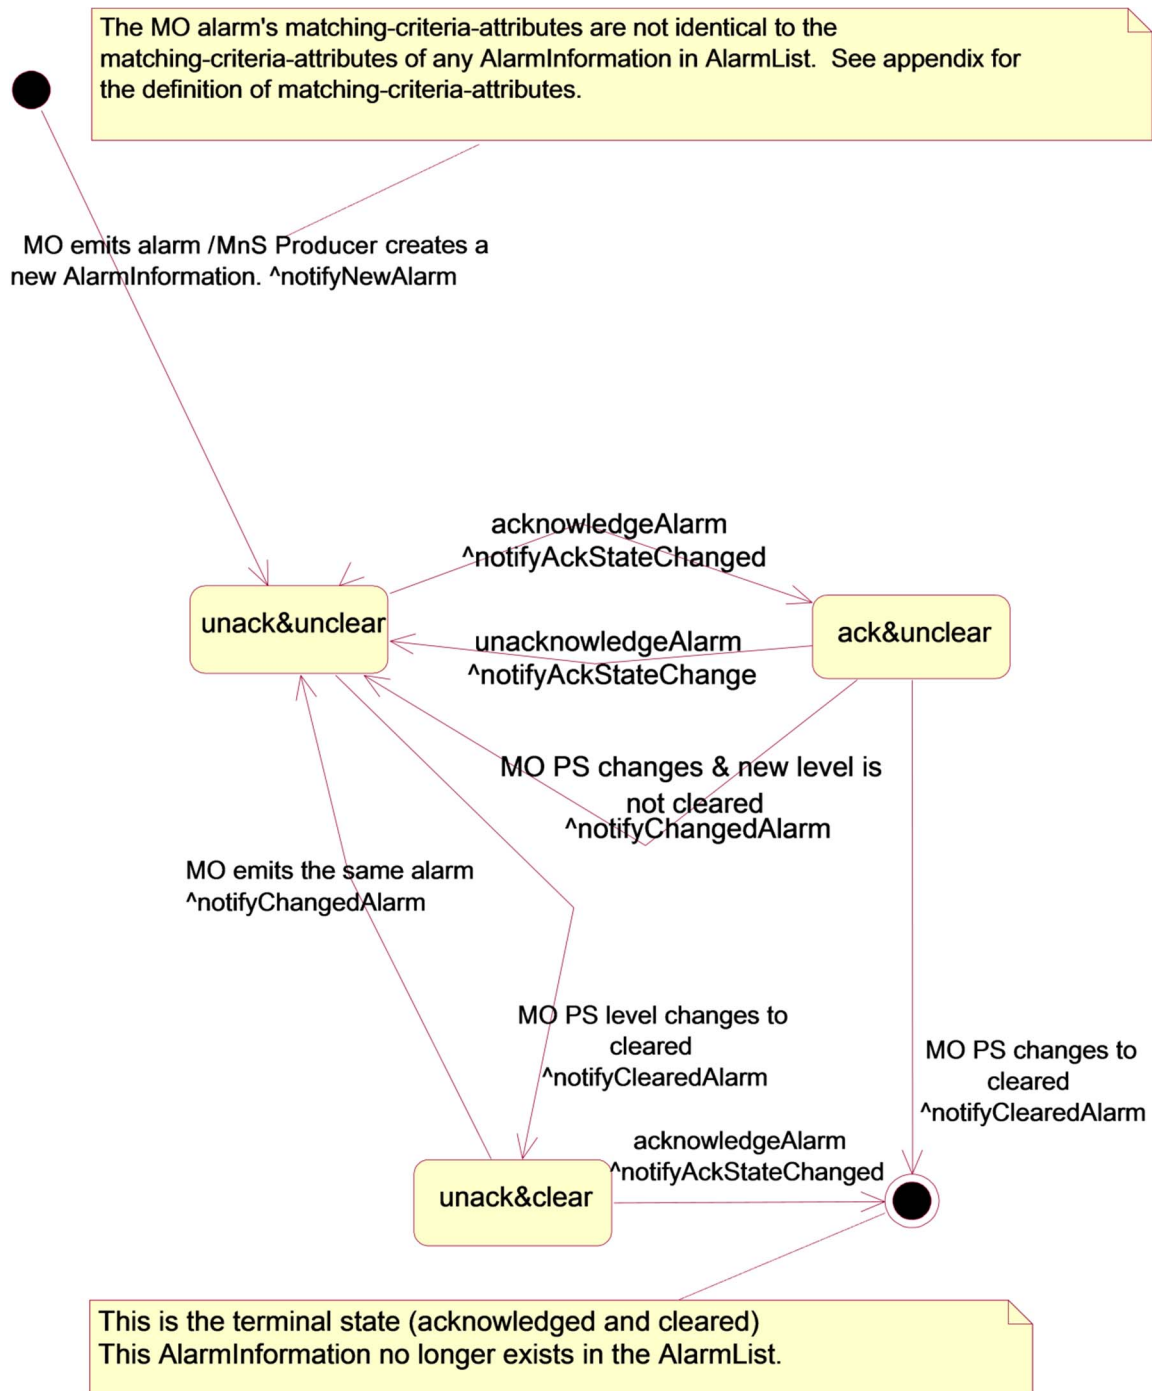 The MO alarm's matching-criteria-attributes are not identical to the
matching-criteria-attributes of any AlarmInformation in AlarmList.  See appendix for
the definition of matching-criteria-attributes.
MO emits alarm /MnS Producer creates a
new AlarmInformation. ^notifyNewAlarm
acknowledgeAlarm
^notifyAckStateChanged
unack&unclear
ack&unclear
unacknowledgeAlarm
^notifyAckStateChange
MO PS changes & new level is
not cleared
^notifyChangedAlarm
MO emits the same alarm
^notifyChangedAlarm
MO PS level changes to
cleared
^notifyClearedAlarm
MO PS changes to
cleared
^notifyClearedAlarm
acknowledgeAlarm
^notifyAckStateChanged
unack&clear
This is the terminal state (acknowledged and cleared)
This AlarmInformation no longer exists in the AlarmList.